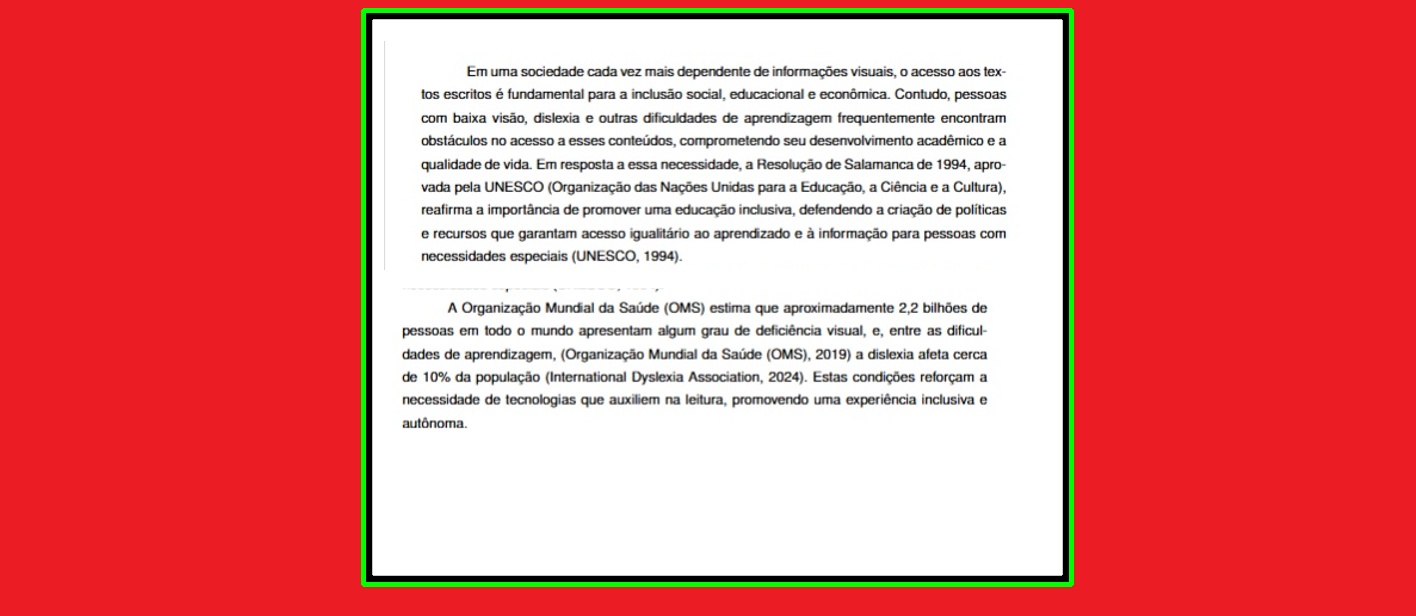 Em uma sociedade cada vez mais dependente de informações visuais, o acesso aos tex-
tos escritos é fundamental para a inclusão social, educacional e econômica. Contudo, pessoas
com baixa visão, dislexia e outras dificuldades de aprendizagem frequentemente encontram
obstáculos no acesso a esses conteúdos, comprometendo seu desenvolvimento acadêmico e a
qualidade de vida. Em resposta a essa necessidade, a Resolução de Salamanca de 1994, apro-
vada pela UNESCO (Organização das Nações Unidas para a Educação, a Ciência e a Cultura),
reafirma a importância de promover uma educação inclusiva, defendendo a criação de políticas
e recursos que garantam acesso igualitário ao aprendizado e à informação para pessoas com
necessidades especiais (UNESCO, 1994).
A Organização Mundial da Saúde (OMS) estima que aproximadamente 2,2 bilhões de
pessoas em todo o mundo apresentam algum grau de deficiência visual, e, entre as dificul-
dades de aprendizagem, (Organização Mundial da Saúde (OMS), 2019) a dislexia afeta cerca
de 10% da população (International Dyslexia Association, 2024). Estas condições reforçam a
necessidade de tecnologias que auxiliem na leitura, promovendo uma experiência inclusiva e
autônoma.